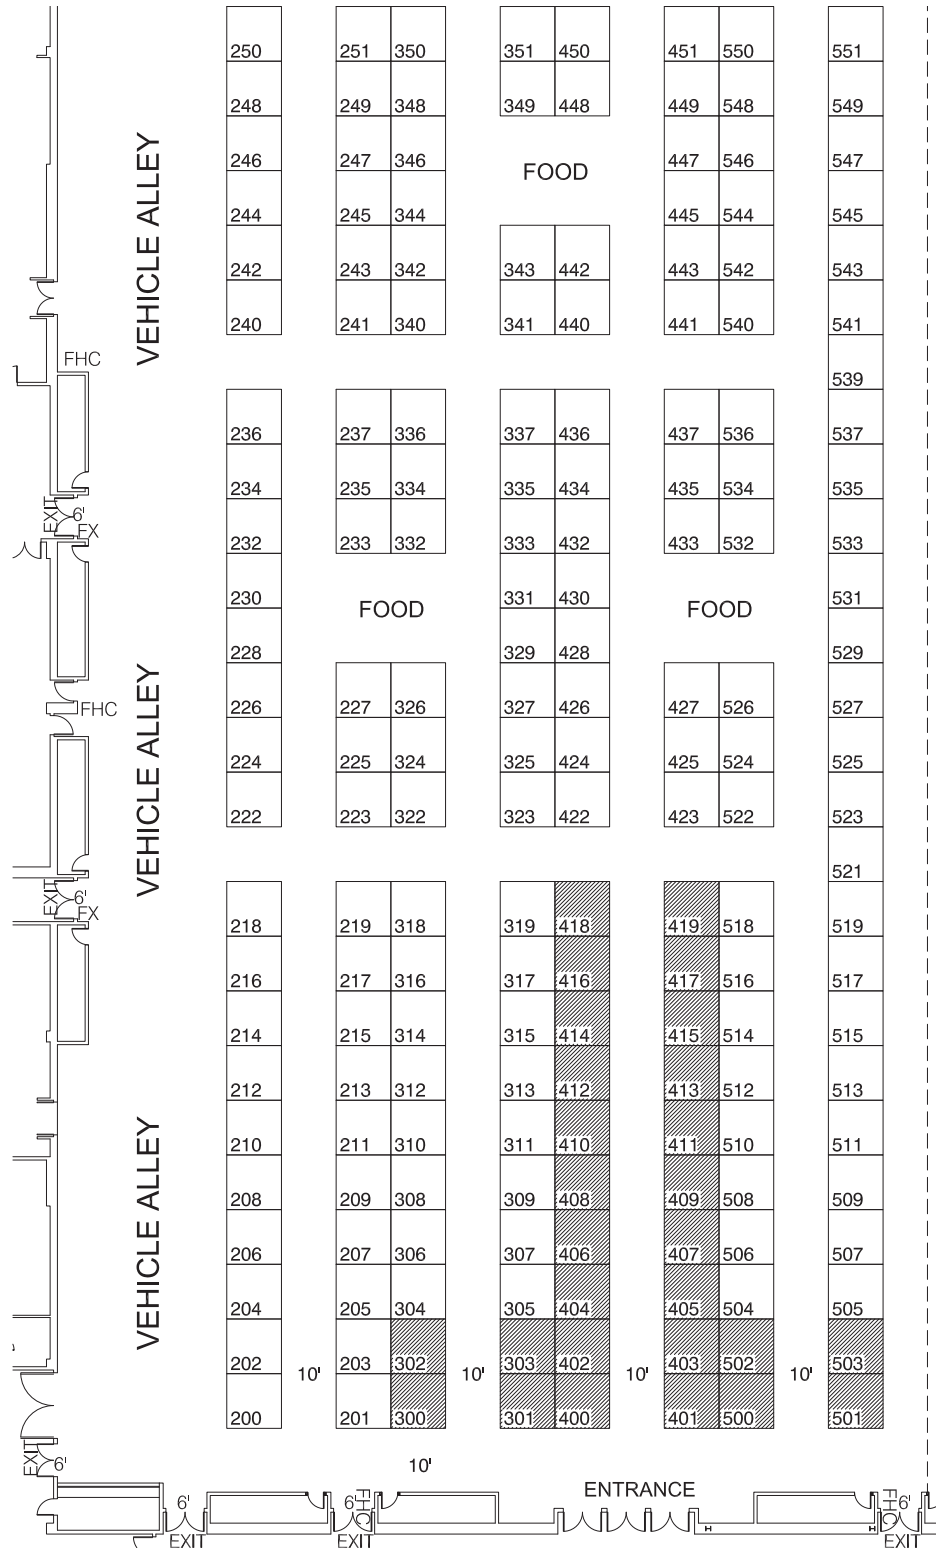 250 251 350 351 450 451 550 551
248 249 348 349 448 449 548 549
246 247 346 447 546 547
FOOD
244 245 344 445 544 545
VEHICLE ALLEY
242 243 342 343 442 443 542 543
240 241 340 341 440 441 540 541
FHC
539
236 237 336 337 436 437 536 537
234 235 334 335 434 435 534 535
EXIT 6'
FX
232 233 332 333 432 433 532 533
230 331 430 531
FOOD FOOD
228 329 428 529
226 227 326 327 426 427 526 527
FHC
VEHICLE ALLEY
224 225 324 325 424 425 524 525
222 223 322 323 422 423 522 523
521
EXIT 6'
FX
218 219 318 319 418 419 518 519
216 217 316 317 416 417 516 517
214 215 314 315 414 415 514 515
212 213 312 313 412 413 512 513
210 211 310 311 410 411 510 511
208 209 308 309 408 409 508 509
VEHICLE ALLEY
206 207 306 307 406 407 506 507
204 205 304 305 404 405 504 505
202 203 302 303 402 403 502 503
10' 10' 10' 10'
200 201 300 301 400 401 500 501
EXIT 6'
10'
ENTRANCE
6' 6' FHC FHC 6'
EXIT EXIT EXIT